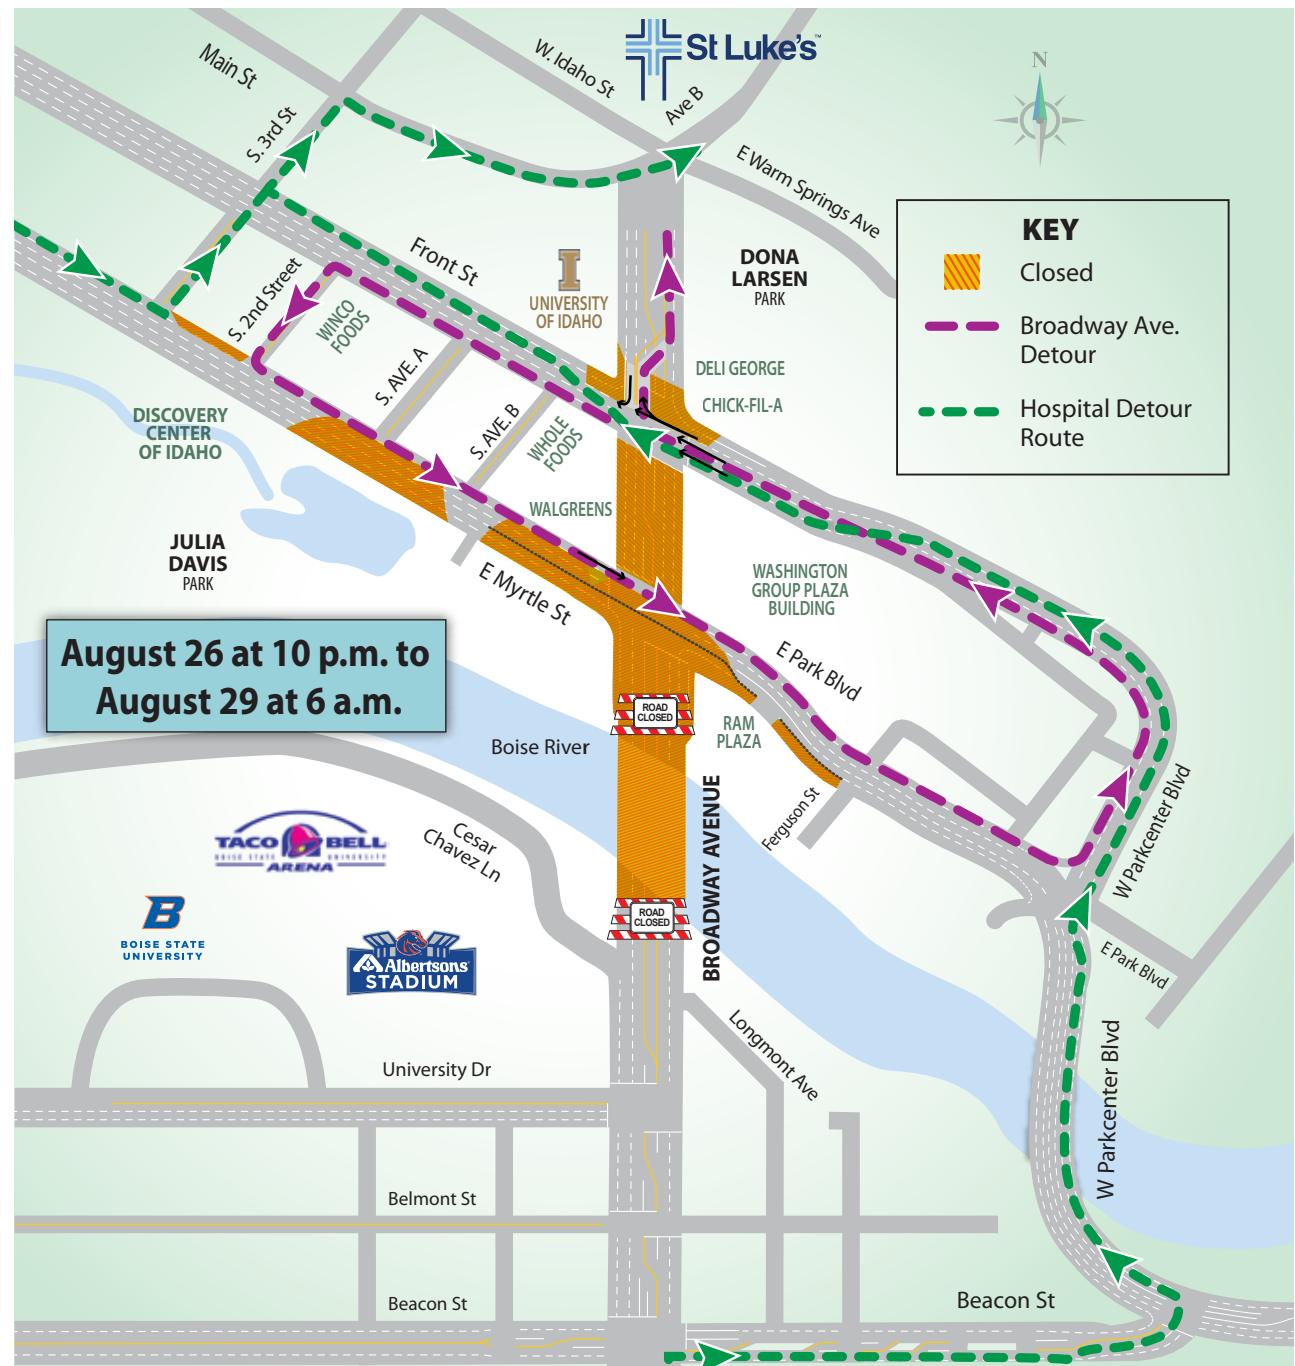 St Luke's™
Main St
W. Idaho St
Ave B
N
S. 3rd St
E Warm Springs Ave
KEY
Closed
Broadway Ave.
Detour
Hospital Detour
Route
Front St
DONA
LARSEN
PARK
UNIVERSITY
OF IDAHO
S. 2nd Street
WINCO
FOODS
S. AVE. A
DELI GEORGE
CHICK-FIL-A
DISCOVERY
CENTER
OF IDAHO
S. AVE. B
WHOLE
FOODS
WALGREENS
JULIA
DAVIS
PARK
E Myrtle St
WASHINGTON
GROUP PLAZA
BUILDING
August 26 at 10 p.m. to
August 29 at 6 a.m.
E Park Blvd
ROAD
CLOSED
RAM
PLAZA
Boise River
BROADWAY AVENUE
Ferguson St
W Parkcenter Blvd
Cesar
Chavez Ln
TACO BELL
BOISE STATE UNIVERSITY
ARENA
B
BOISE STATE
UNIVERSITY
ROAD
CLOSED
Albertsons
STADIUM
E Park Blvd
Longmont Ave
University Dr
W Parkcenter Blvd
Belmont St
Beacon St
Beacon St